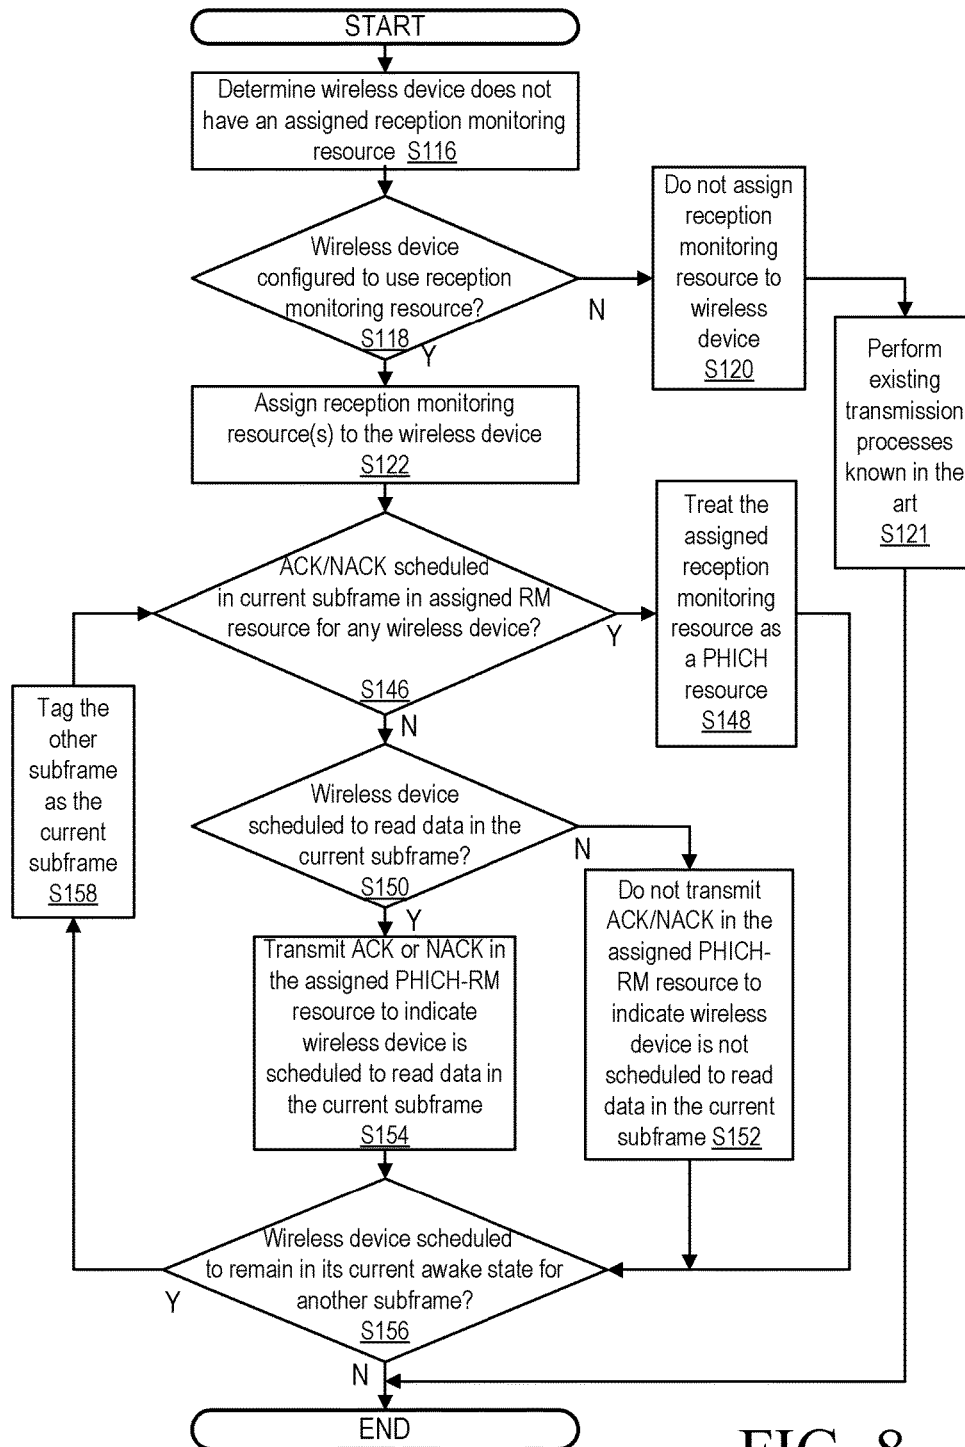 START
Determine wireless device does not
have an assigned reception monitoring
resource S116
Wireless device
configured to use reception
monitoring resource?
S118
N
Y
Do not assign
reception
monitoring
resource to
wireless
device
S120
Perform
existing
transmission
processes
known in the
art
S121
Assign reception monitoring
resource(s) to the wireless device
S122
ACK/NACK scheduled
in current subframe in assigned RM
resource for any wireless device?
S146
Y
N
Treat the
assigned
reception
monitoring
resource as
a PHICH
resource
S148
Tag the
other
subframe
as the
current
subframe
S158
Wireless device
scheduled to read data in the
current subframe?
S150
N
Y
Do not transmit
ACK/NACK in the
assigned PHICH-
RM resource to
indicate wireless
device is not
scheduled to read
data in the current
subframe S152
Transmit ACK or NACK in
the assigned PHICH-RM
resource to indicate
wireless device is
scheduled to read data in
the current subframe
S154
Wireless device scheduled
to remain in its current awake state for
another subframe?
S156
Y
N
END
FIG. 8